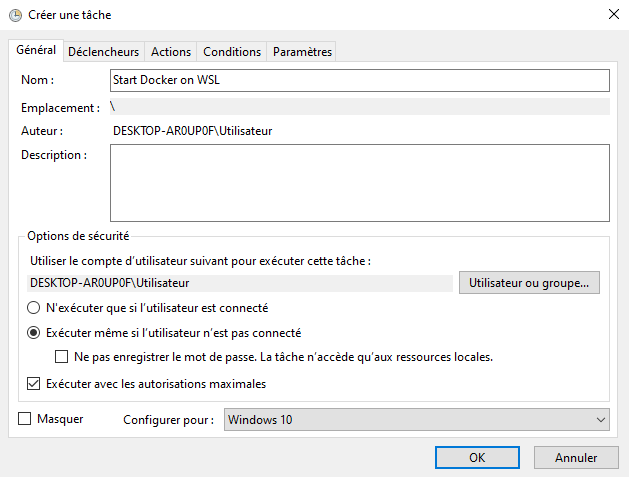 Créer une tâche
Général Déclencheurs Actions Conditions Paramètres
Nom : Start Docker on WSL
Emplacement : \
Auteur : DESKTOP-AR0UP0F\Utilisateur
Description :
Options de sécurité
Utiliser le compte d'utilisateur suivant pour exécuter cette tâche :
DESKTOP-AR0UP0F\Utilisateur Utilisateur ou groupe...
N'exécuter que si l'utilisateur est connecté
Exécuter même si l'utilisateur n'est pas connecté
Ne pas enregistrer le mot de passe. La tâche n'accède qu'aux ressources locales.
Exécuter avec les autorisations maximales
Masquer Configurer pour : Windows 10
OK Annuler